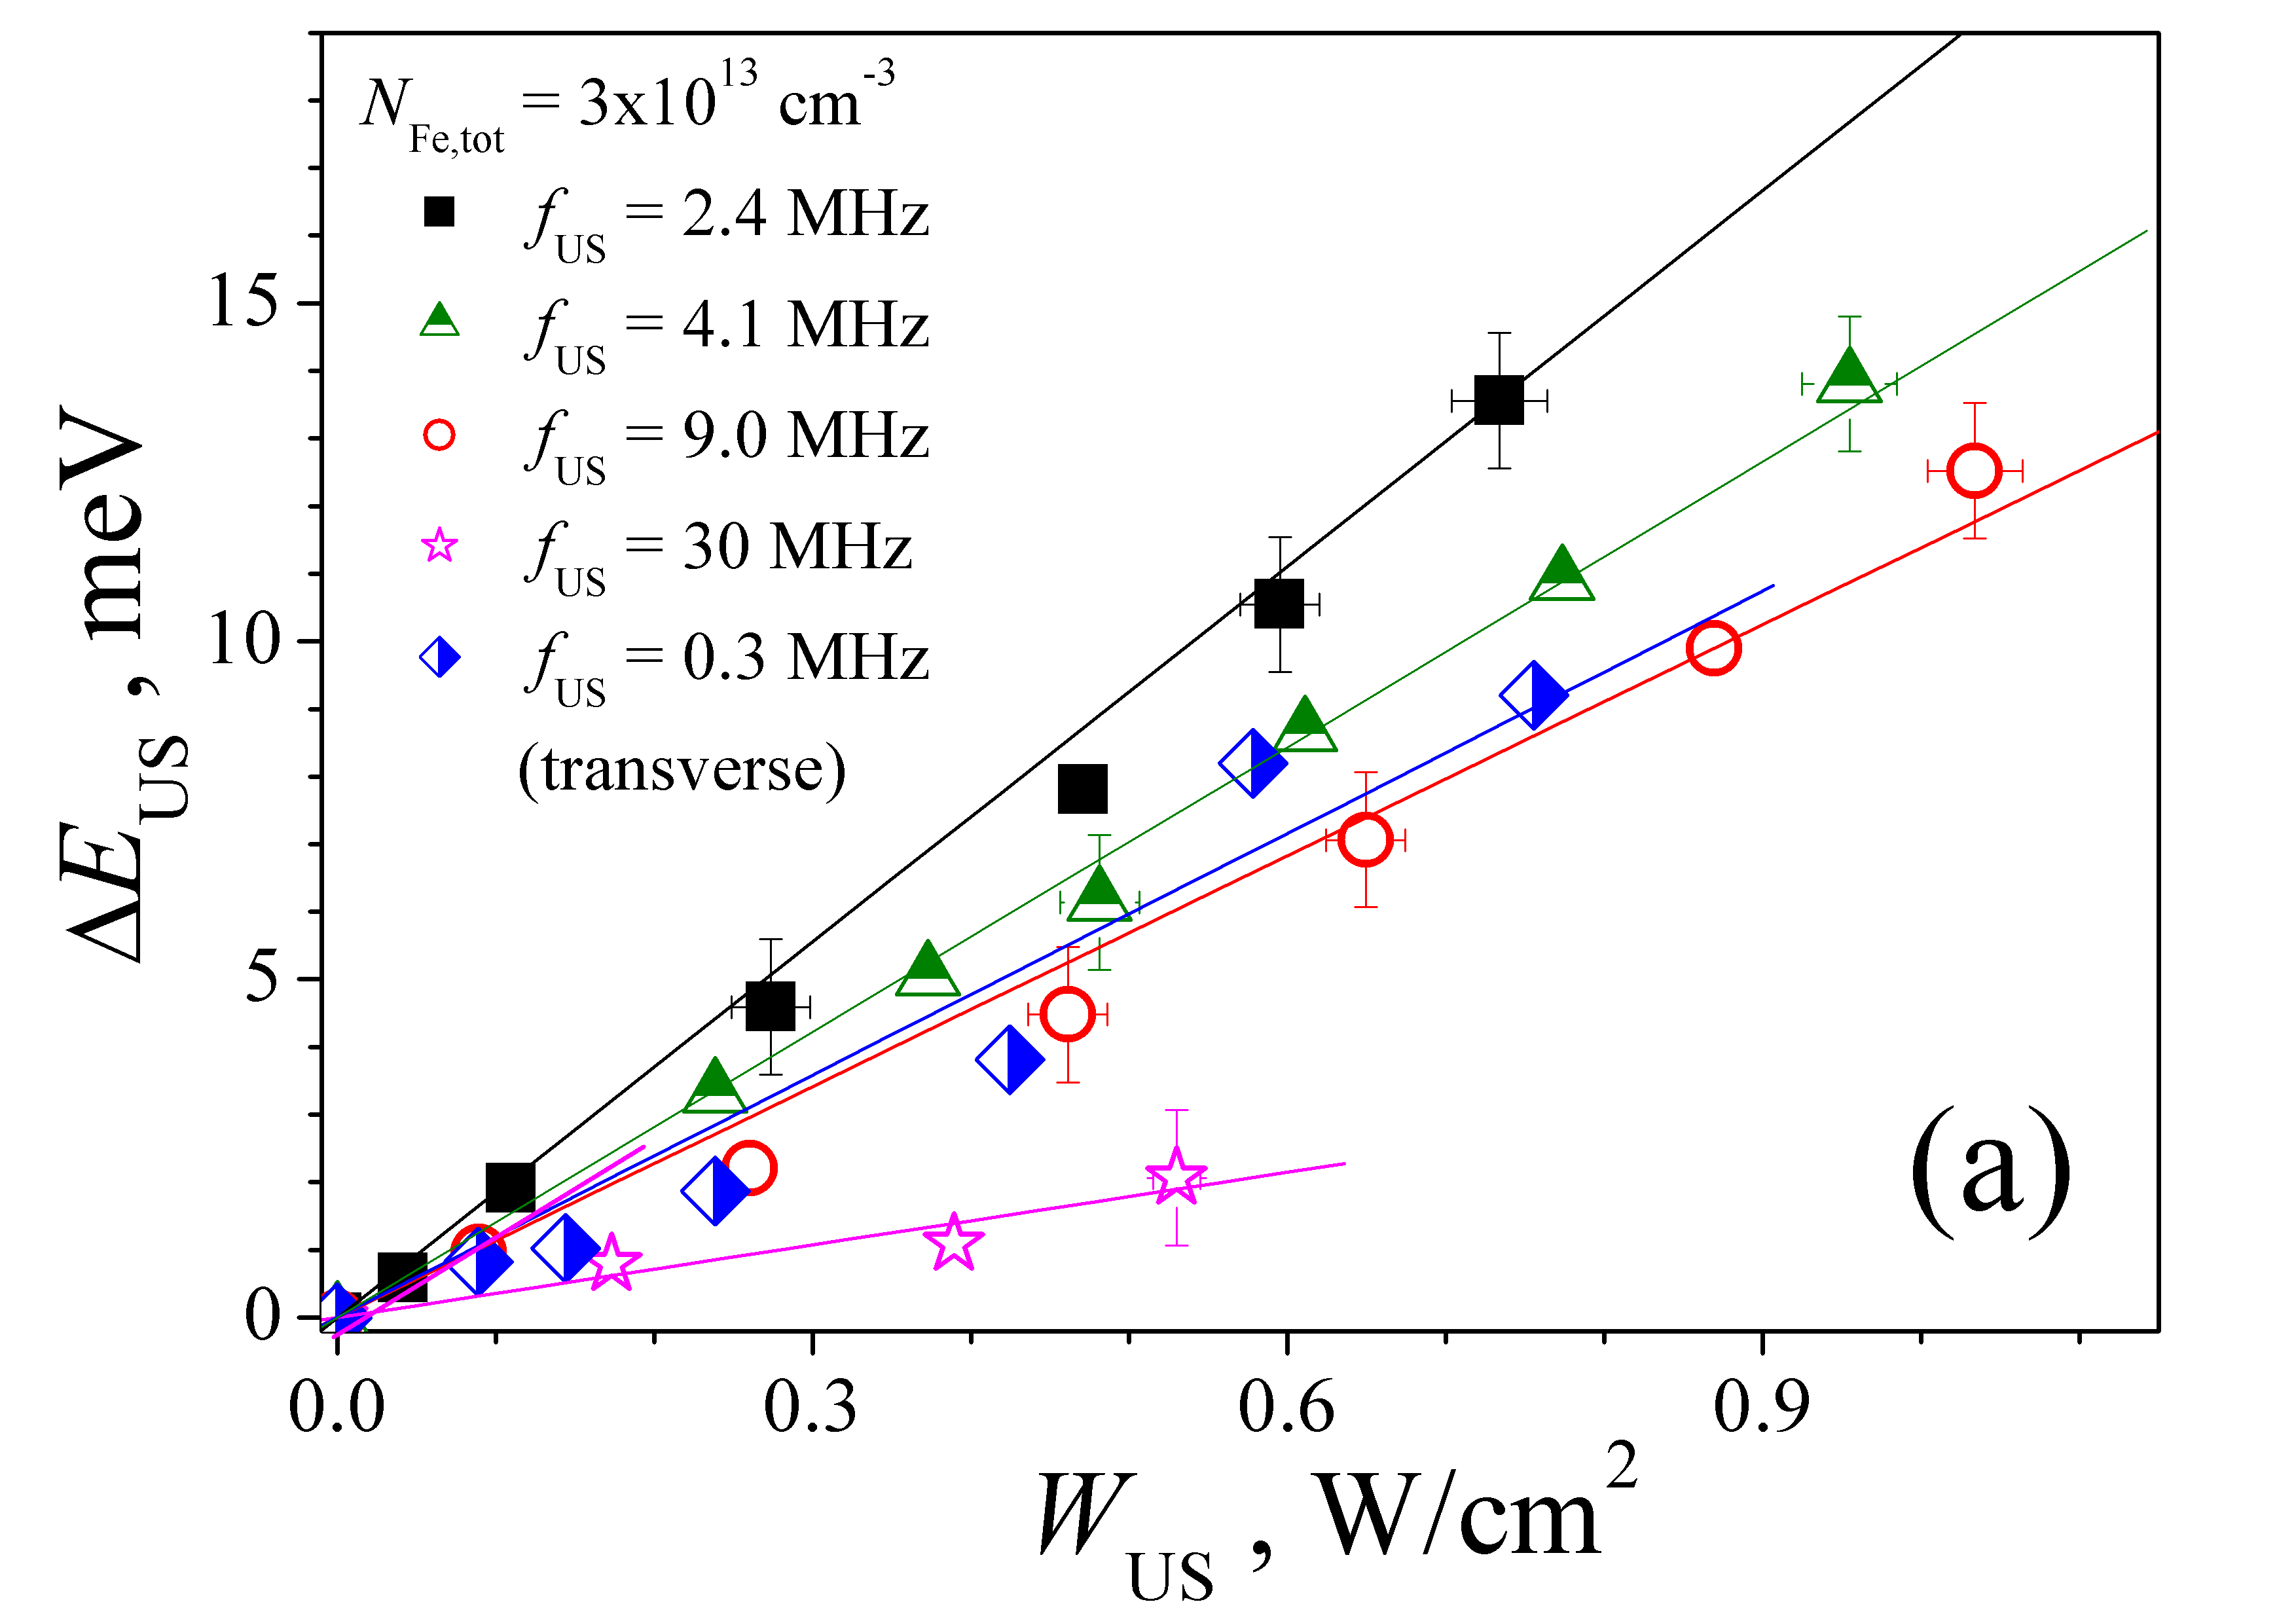 N_Fe,tot = 3x10^13 cm^-3
f_US = 2.4 MHz
f_US = 4.1 MHz
f_US = 9.0 MHz
f_US = 30 MHz
f_US = 0.3 MHz
(transverse)
15
10
5
0
ΔE_US , meV
(a)
0.0 0.3 0.6 0.9
W_US , W/cm^2